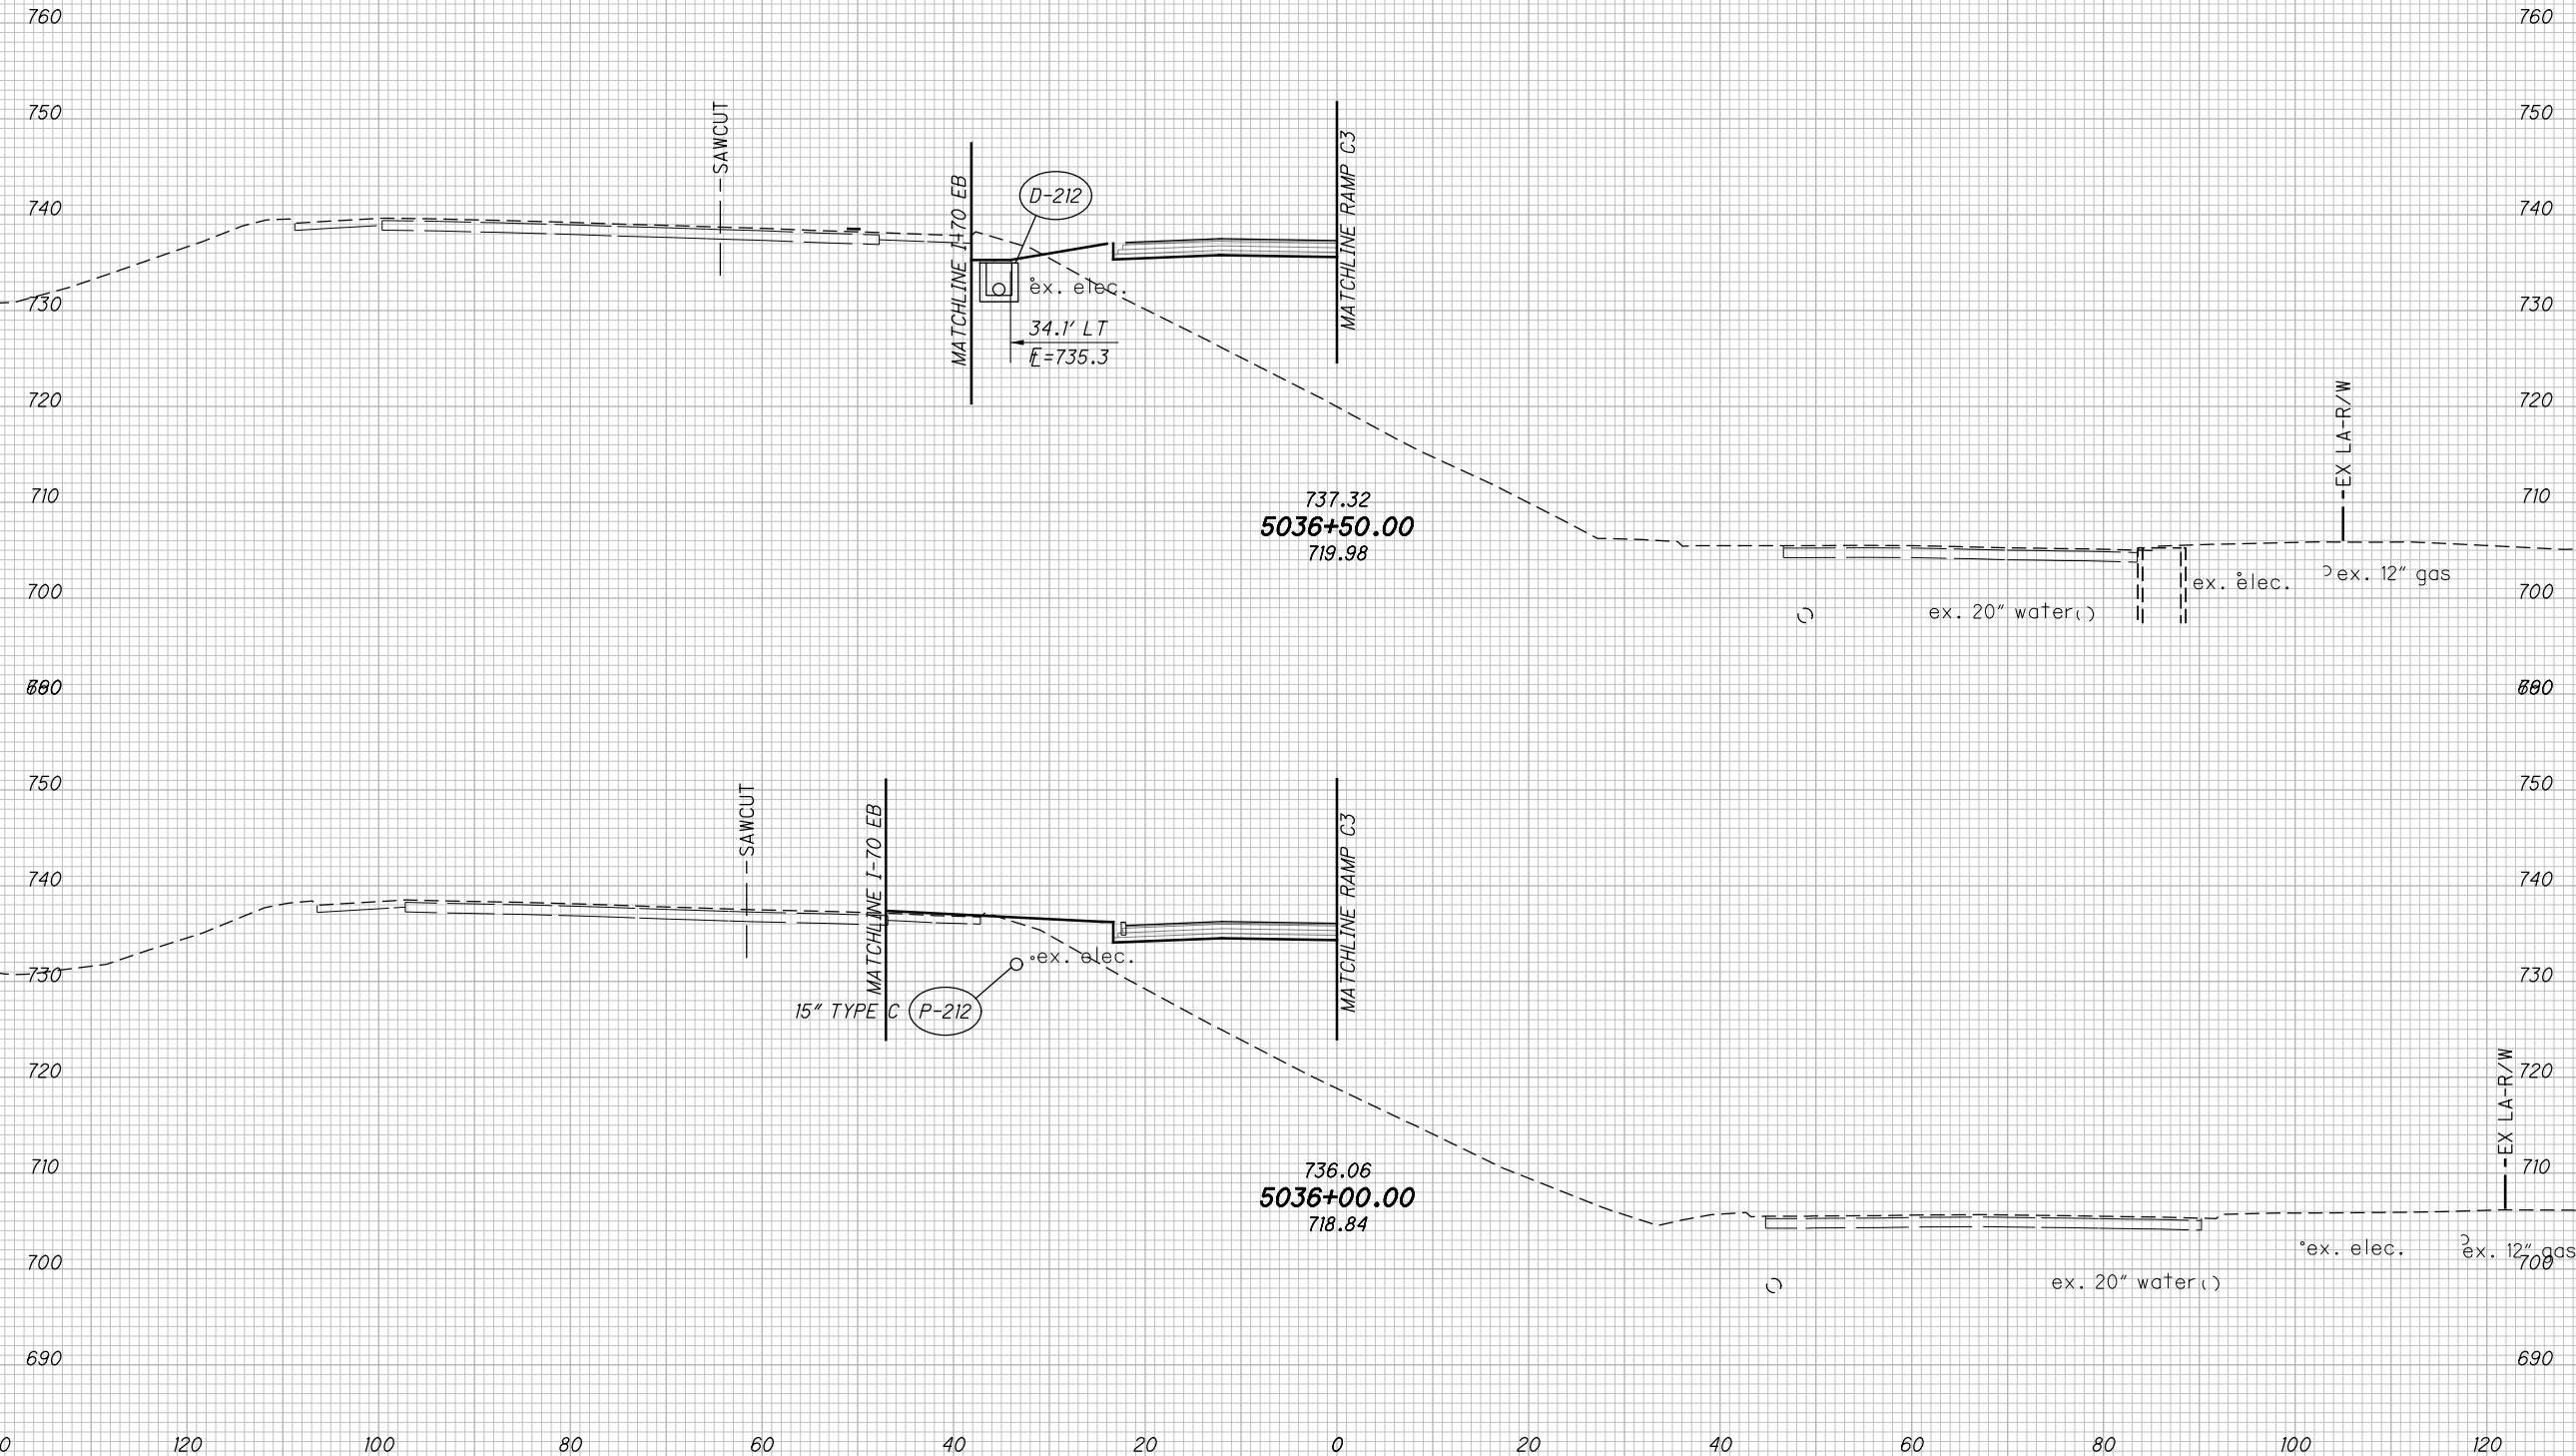 760 760
750 750
740 740
730 730
720 720
710 710
700 700
SAWCUT
MATCHLINE I-70 EB
D-212
MATCHLINE RAMP C3
ex. elec.
34.1' LT
=735.3
EX LA-R/W
737.32
5036+50.00
719.98
ex. elec.
ex. 12" gas
ex. 20" water()
750 750
740 740
730 730
720 720
710 710
700 700
690 690
SAWCUT
MATCHLINE I-70 EB
MATCHLINE RAMP C3
ex. elec.
15" TYPE C P-212
EX LA-R/W
736.06
5036+00.00
718.84
ex. elec.
ex. 12" gas
ex. 20" water()
0 120 100 80 60 40 20 0 20 40 60 80 100 120